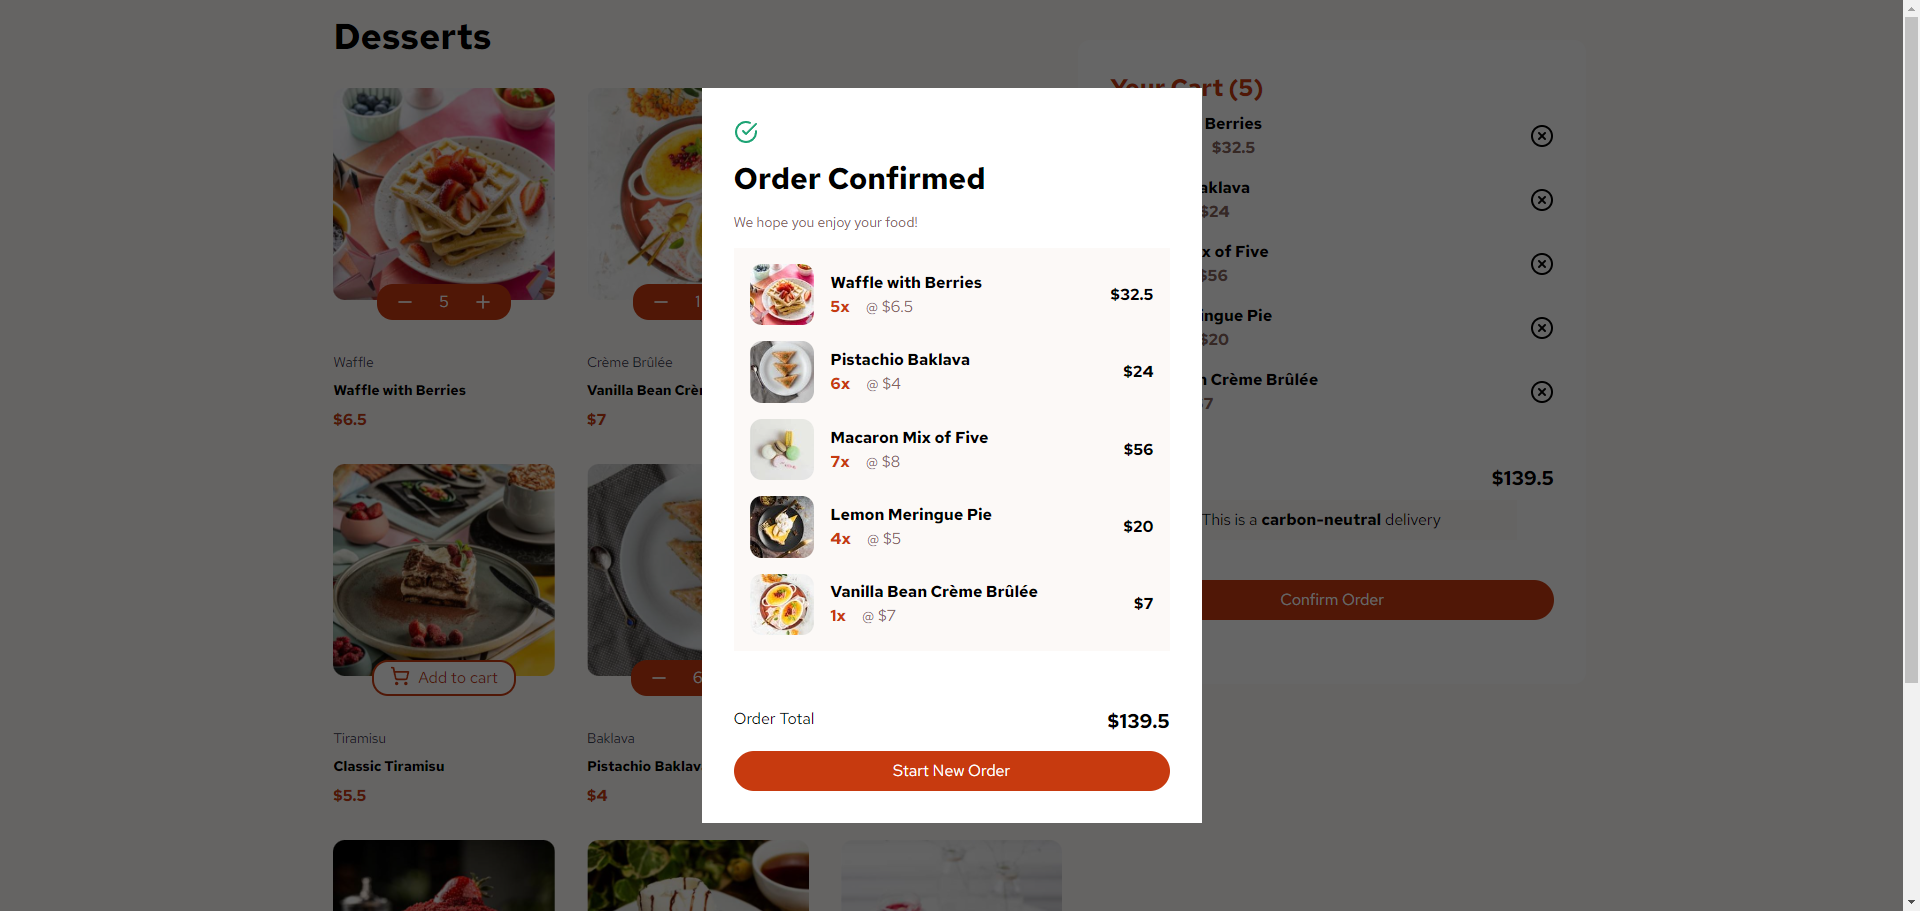 Desserts
5
Waffle
Waffle with Berries
$6.5
1
Crème Brûlée
Vanilla Bean Crè
$7
Add to cart
Tiramisu
Classic Tiramisu
$5.5
6
Baklava
Pistachio Baklav
$4
Order Confirmed
We hope you enjoy your food!
Waffle with Berries
5x @ $6.5
$32.5
Pistachio Baklava
6x @ $4
$24
Macaron Mix of Five
7x @ $8
$56
Lemon Meringue Pie
4x @ $5
$20
Vanilla Bean Crème Brûlée
1x @ $7
$7
Order Total
$139.5
Start New Order
Your Cart (5)
Berries
$32.5
aklava
$24
x of Five
$56
ingue Pie
$20
n Crème Brûlée
7
$139.5
This is a carbon-neutral delivery
Confirm Order